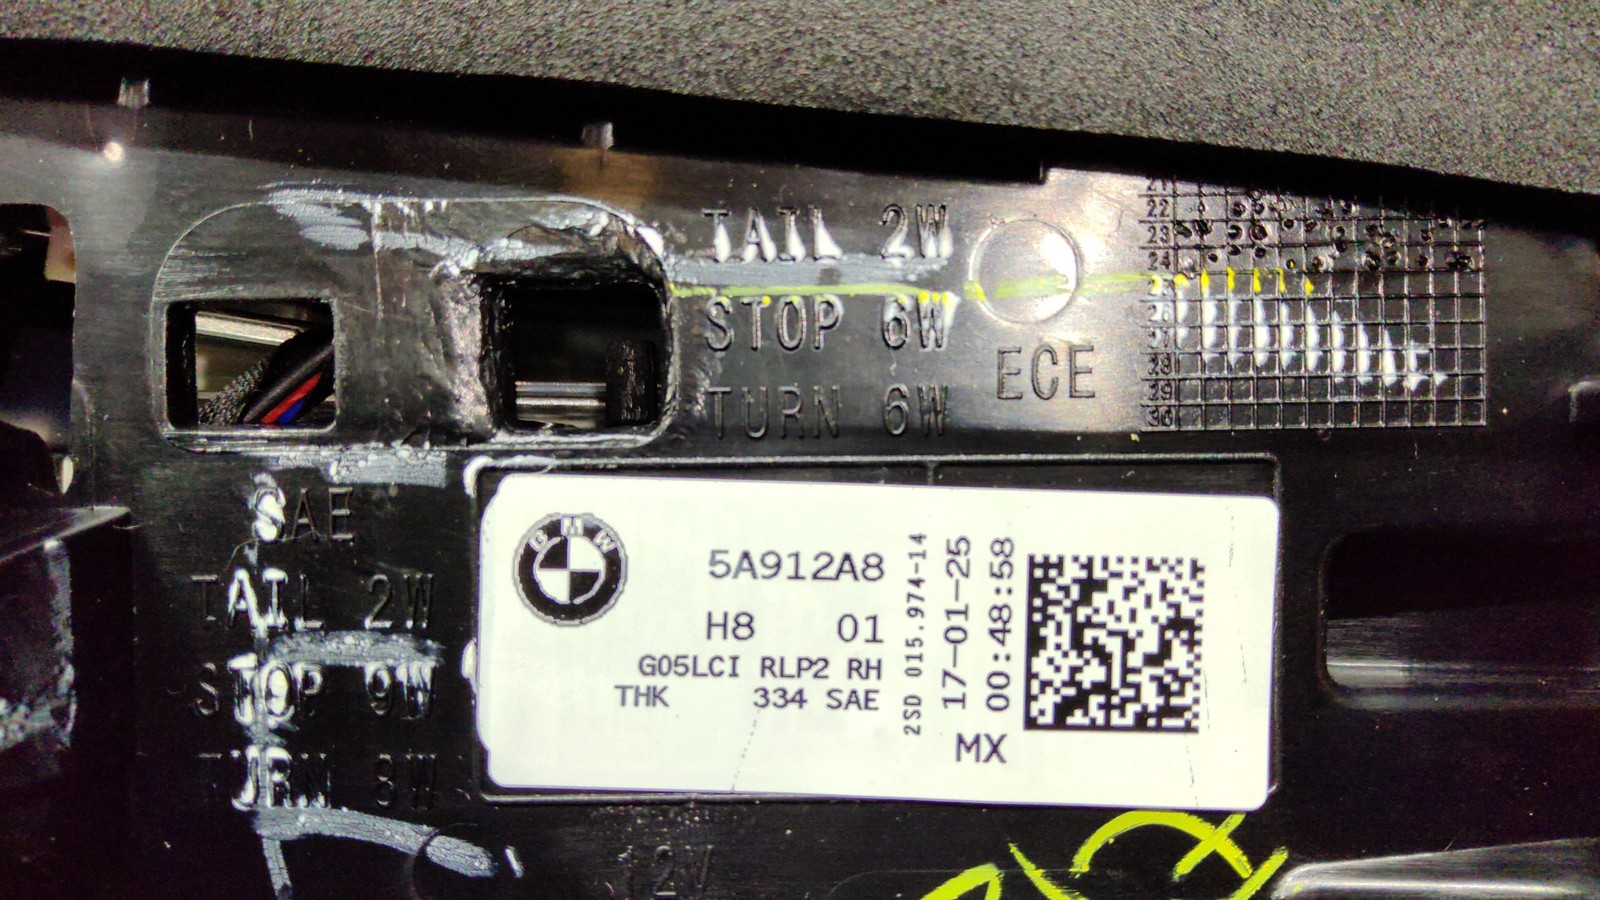 TAIL 2W
STOP 6W
TURN 6W
ECE
21
22
23
24
25
26
27
28
29
30
SAE
TAIL 2W
STOP 9W
TURN 8W
12V
BMW
5A912A8
H8 01
G05LCI RLP2 RH
THK 334 SAE
2SD 015.974-14
17-01-25
00:48:58
MX